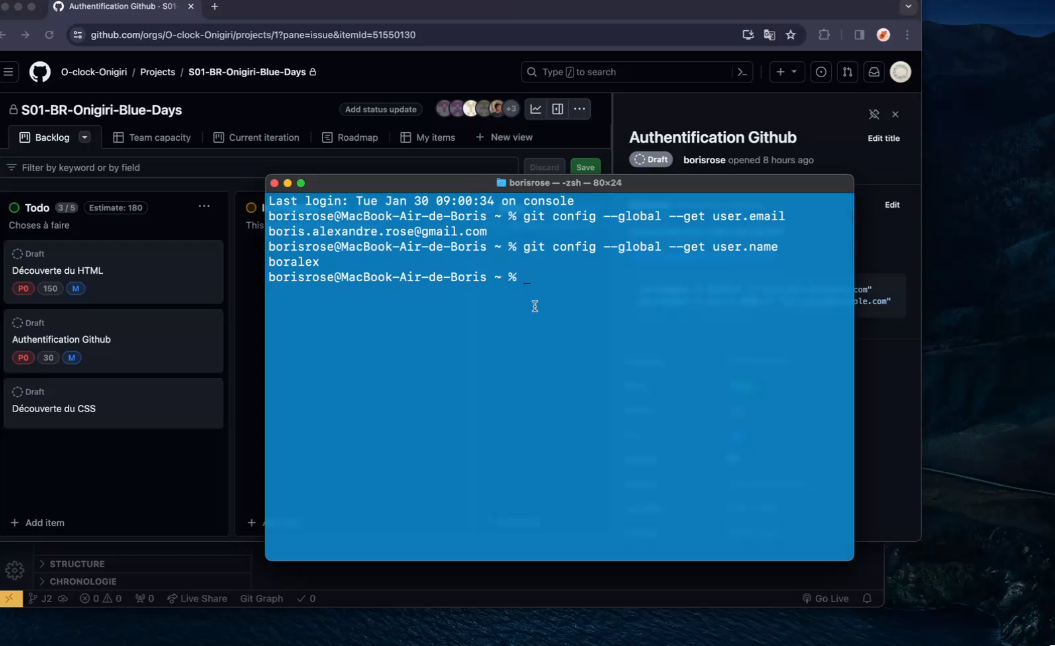 Authentification Github · S01-
github.com/orgs/O-clock-Onigiri/projects/1?pane=issue&itemId=51550130
O-clock-Onigiri / Projects / S01-BR-Onigiri-Blue-Days
Type / to search
S01-BR-Onigiri-Blue-Days
Add status update
+3
Backlog
Team capacity
Current iteration
Roadmap
My items
+ New view
Filter by keyword or by field
Discard
Save
Authentification Github
Edit title
Draft
borisrose opened 8 hours ago
Edit
com"
ple.com"
Todo 3 / 5 Estimate: 180
Choses à faire
This
Draft
Découverte du HTML
P0 150 M
Draft
Authentification Github
P0 30 M
Draft
Découverte du CSS
+ Add item
borisrose — -zsh — 80×24
Last login: Tue Jan 30 09:00:34 on console
borisrose@MacBook-Air-de-Boris ~ % git config --global --get user.email
boris.alexandre.rose@gmail.com
borisrose@MacBook-Air-de-Boris ~ % git config --global --get user.name
boralex
borisrose@MacBook-Air-de-Boris ~ %
STRUCTURE
CHRONOLOGIE
J2
0 0
0
Live Share
Git Graph
0
Go Live